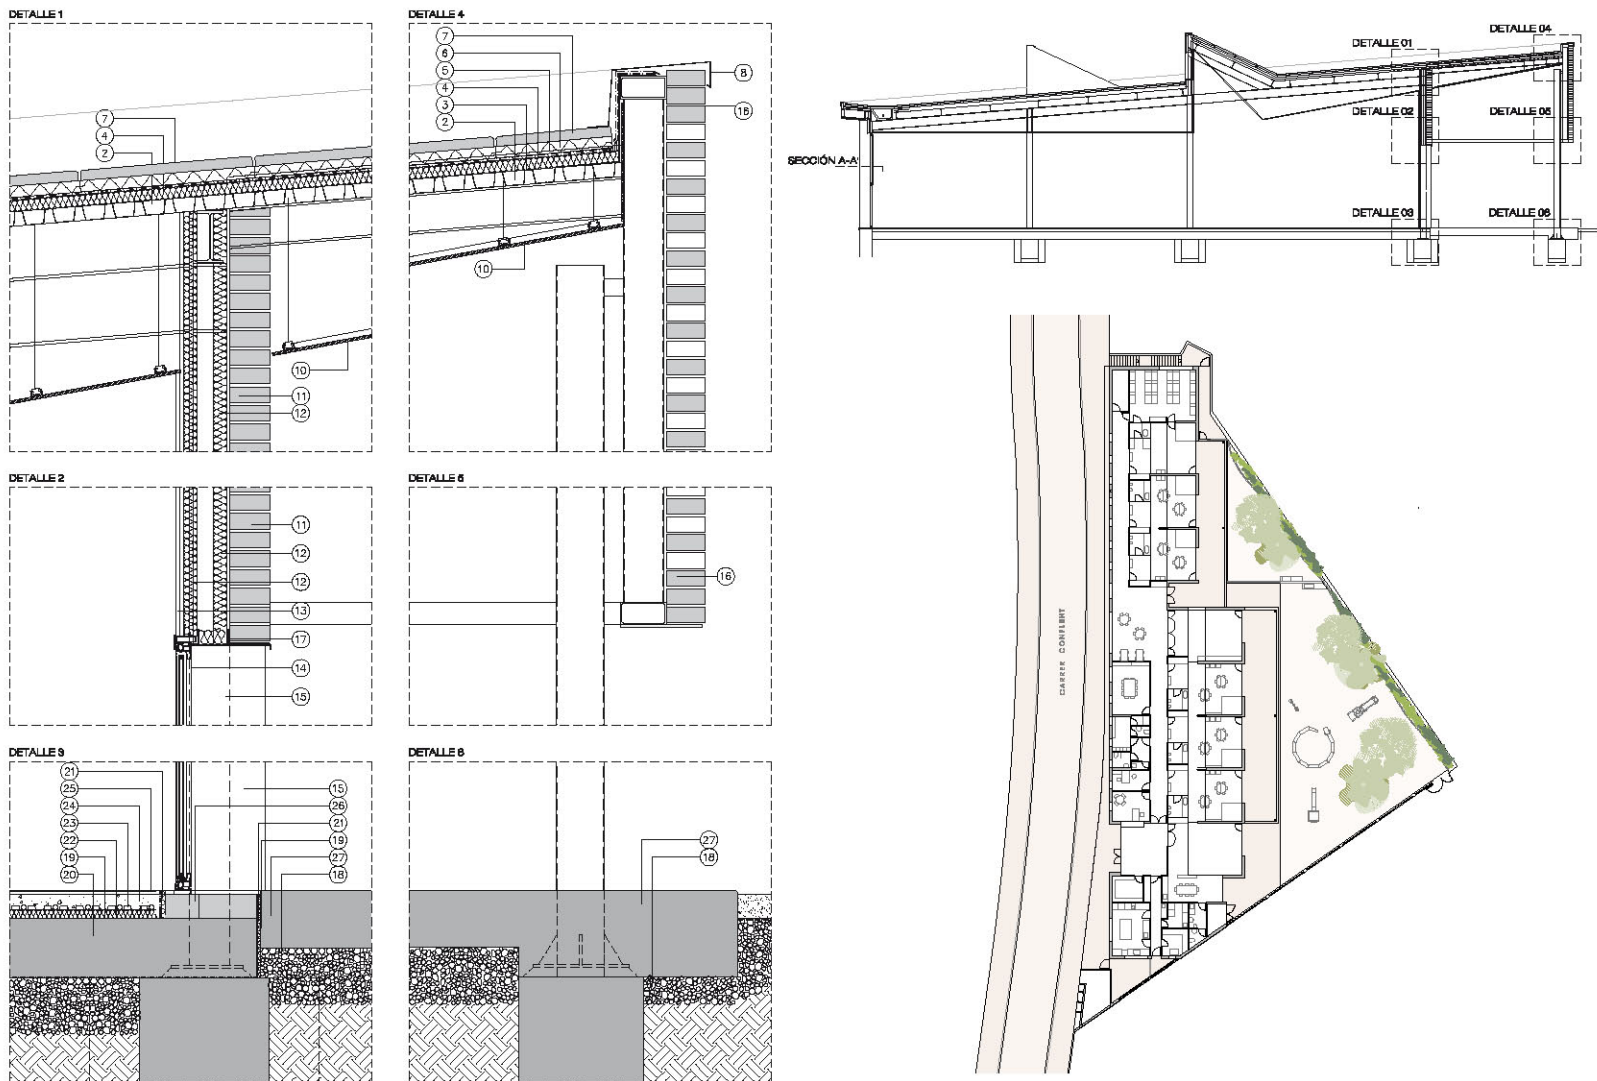 DETALLE 1
7
4
2
10
11
12
DETALLE 4
7
6
5
4
3
2
8
16
10
DETALLE 2
11
12
12
13
17
14
15
DETALLE 5
16
DETALLE 3
21
25
24
23
22
19
20
15
26
21
19
27
18
DETALLE 6
27
18
DETALLE 01
DETALLE 04
DETALLE 02
DETALLE 05
SECCIÓN A-A'
DETALLE 03
DETALLE 06
CARRER CONFLENT